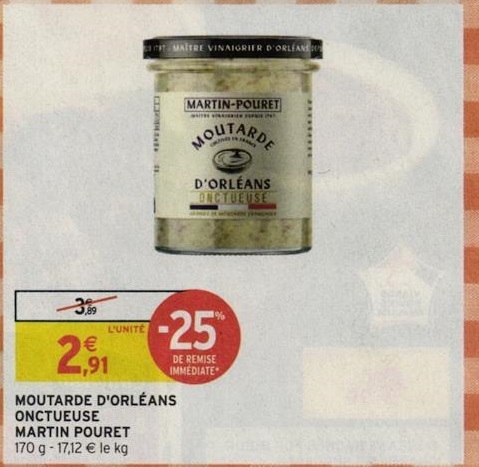 MAÎTRE VINAIGRIER D'ORLÉANS
MARTIN-POURET
MOUTARDE
D'ORLÉANS
ONCTUEUSE
3,89
L'UNITÉ
2,91 €
-25%
DE REMISE
IMMÉDIATE*
MOUTARDE D'ORLÉANS
ONCTUEUSE
MARTIN POURET
170 g - 17,12 € le kg